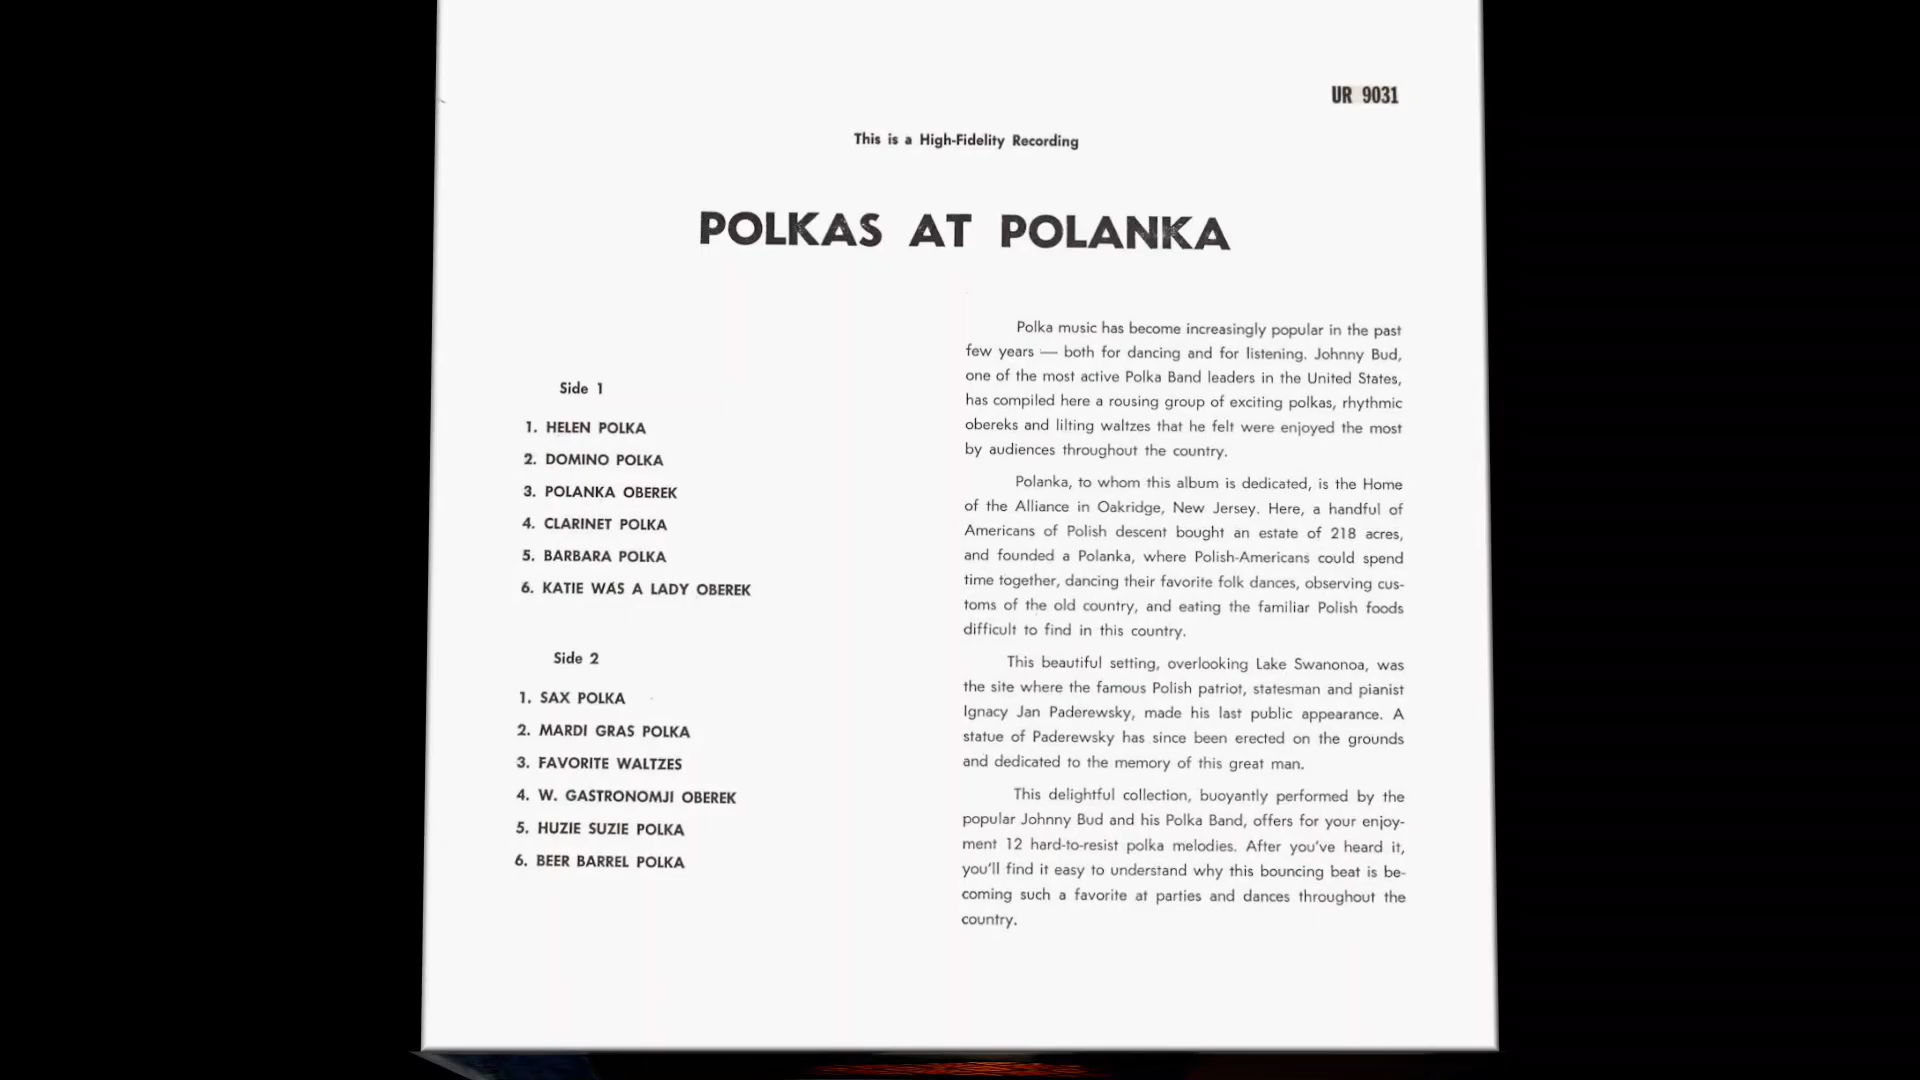 UR 9031
This is a High-Fidelity Recording
POLKAS AT POLANKA
Side 1
1. HELEN POLKA
2. DOMINO POLKA
3. POLANKA OBEREK
4. CLARINET POLKA
5. BARBARA POLKA
6. KATIE WAS A LADY OBEREK
Side 2
1. SAX POLKA
2. MARDI GRAS POLKA
3. FAVORITE WALTZES
4. W. GASTRONOMJI OBEREK
5. HUZIE SUZIE POLKA
6. BEER BARREL POLKA
Polka music has become increasingly popular in the past
few years — both for dancing and for listening. Johnny Bud,
one of the most active Polka Band leaders in the United States,
has compiled here a rousing group of exciting polkas, rhythmic
obereks and lilting waltzes that he felt were enjoyed the most
by audiences throughout the country.
Polanka, to whom this album is dedicated, is the Home
of the Alliance in Oakridge, New Jersey. Here, a handful of
Americans of Polish descent bought an estate of 218 acres,
and founded a Polanka, where Polish-Americans could spend
time together, dancing their favorite folk dances, observing cus-
toms of the old country, and eating the familiar Polish foods
difficult to find in this country.
This beautiful setting, overlooking Lake Swanonoa, was
the site where the famous Polish patriot, statesman and pianist
Ignacy Jan Paderewsky, made his last public appearance. A
statue of Paderewsky has since been erected on the grounds
and dedicated to the memory of this great man.
This delightful collection, buoyantly performed by the
popular Johnny Bud and his Polka Band, offers for your enjoy-
ment 12 hard-to-resist polka melodies. After you've heard it,
you'll find it easy to understand why this bouncing beat is be-
coming such a favorite at parties and dances throughout the
country.